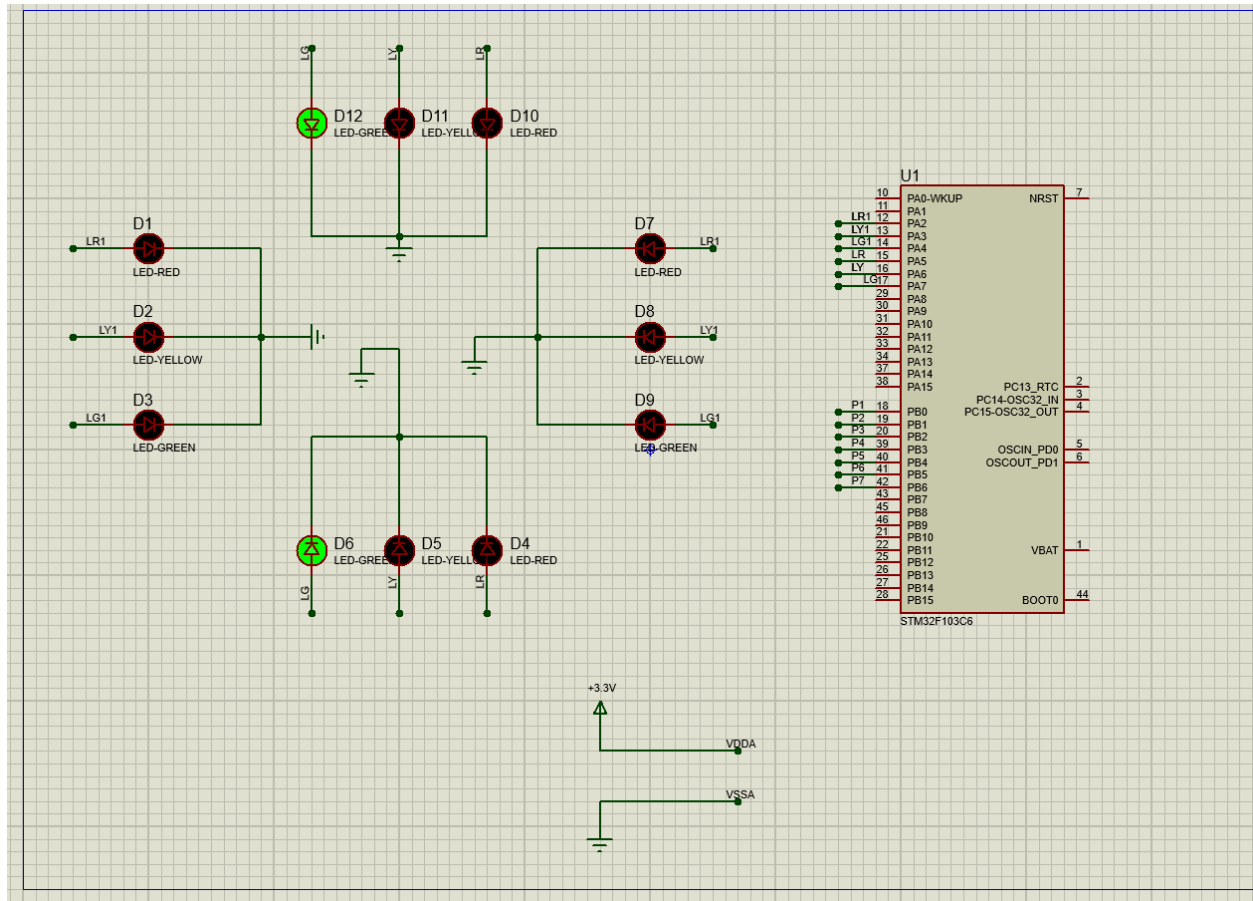 LG
LY
LR
D12
LED-GREE
D11
LED-YELLO
D10
LED-RED
D1
LR1
LED-RED
D2
LY1
LED-YELLOW
D3
LG1
LED-GREEN
D7
LR1
LED-RED
D8
LY1
LED-YELLOW
D9
LG1
LED-GREEN
D6
LED-GREE
D5
LED-YELLO
D4
LED-RED
LG
LY
LR
+3.3V
VDDA
VSSA
U1
10 PA0-WKUP
11 PA1
LR1 12 PA2
LY1 13 PA3
LG1 14 PA4
LR 15 PA5
LY 16 PA6
LG 17 PA7
29 PA8
30 PA9
31 PA10
32 PA11
33 PA12
34 PA13
37 PA14
38 PA15
P1 18 PB0
P2 19 PB1
P3 20 PB2
P4 39 PB3
P5 40 PB4
P6 41 PB5
P7 42 PB6
43 PB7
45 PB8
46 PB9
21 PB10
22 PB11
25 PB12
26 PB13
27 PB14
28 PB15
NRST 7
PC13_RTC 2
PC14-OSC32_IN 3
PC15-OSC32_OUT 4
OSCIN_PD0 5
OSCOUT_PD1 6
VBAT 1
BOOT0 44
STM32F103C6